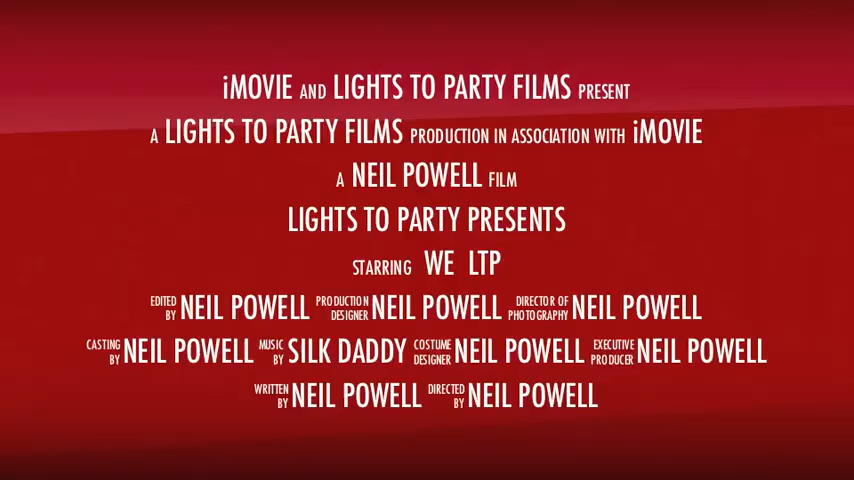 iMOVIE AND LIGHTS TO PARTY FILMS PRESENT
A LIGHTS TO PARTY FILMS PRODUCTION IN ASSOCIATION WITH iMOVIE
A NEIL POWELL FILM
LIGHTS TO PARTY PRESENTS
STARRING WE LTP
EDITED BY NEIL POWELL PRODUCTION DESIGNER NEIL POWELL DIRECTOR OF PHOTOGRAPHY NEIL POWELL
CASTING BY NEIL POWELL MUSIC BY SILK DADDY COSTUME DESIGNER NEIL POWELL EXECUTIVE PRODUCER NEIL POWELL
WRITTEN BY NEIL POWELL DIRECTED BY NEIL POWELL